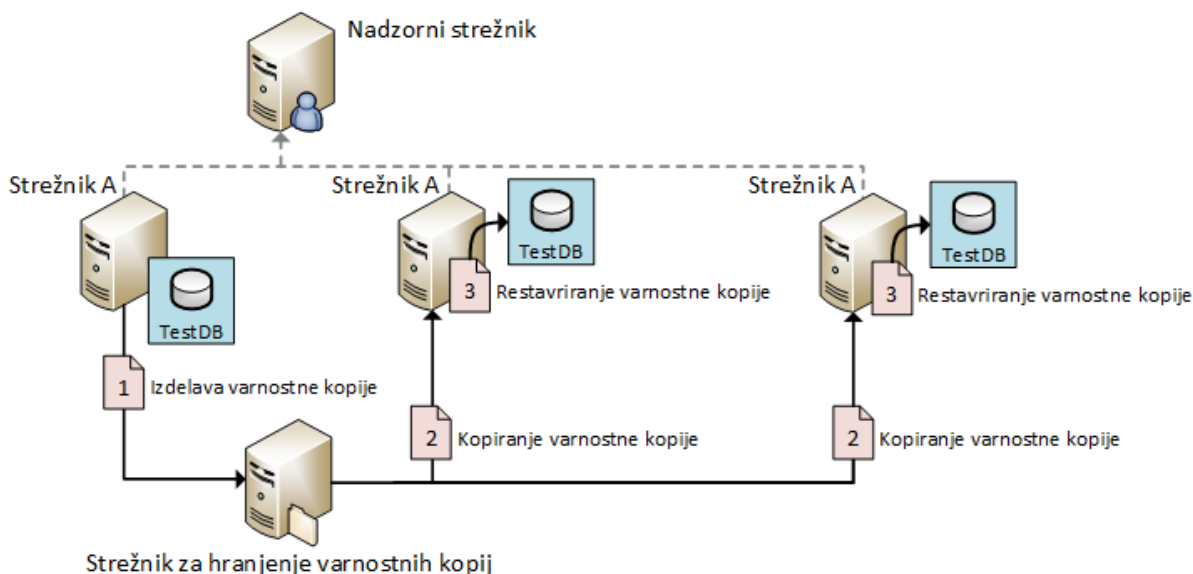 Nadzorni strežnik
Strežnik A
Strežnik A
Strežnik A
TestDB
TestDB
TestDB
3 Restavriranje varnostne kopije
3 Restavriranje varnostne kopije
1 Izdelava varnostne kopije
2 Kopiranje varnostne kopije
2 Kopiranje varnostne kopije
Strežnik za hranjenje varnostnih kopij